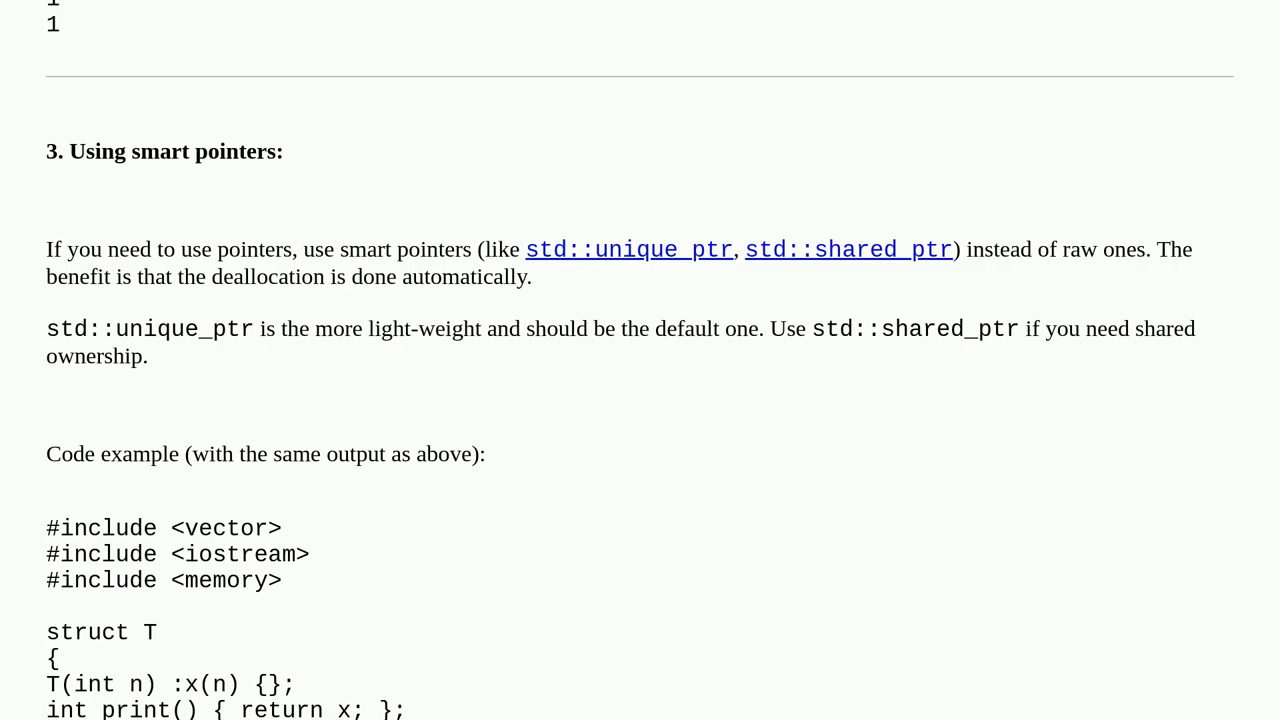 1
1
3. Using smart pointers:
If you need to use pointers, use smart pointers (like std::unique_ptr, std::shared_ptr) instead of raw ones. The
benefit is that the deallocation is done automatically.
std::unique_ptr is the more light-weight and should be the default one. Use std::shared_ptr if you need shared
ownership.
Code example (with the same output as above):
#include <vector>
#include <iostream>
#include <memory>
struct T
{
T(int n) :x(n) {};
int print() { return x; };